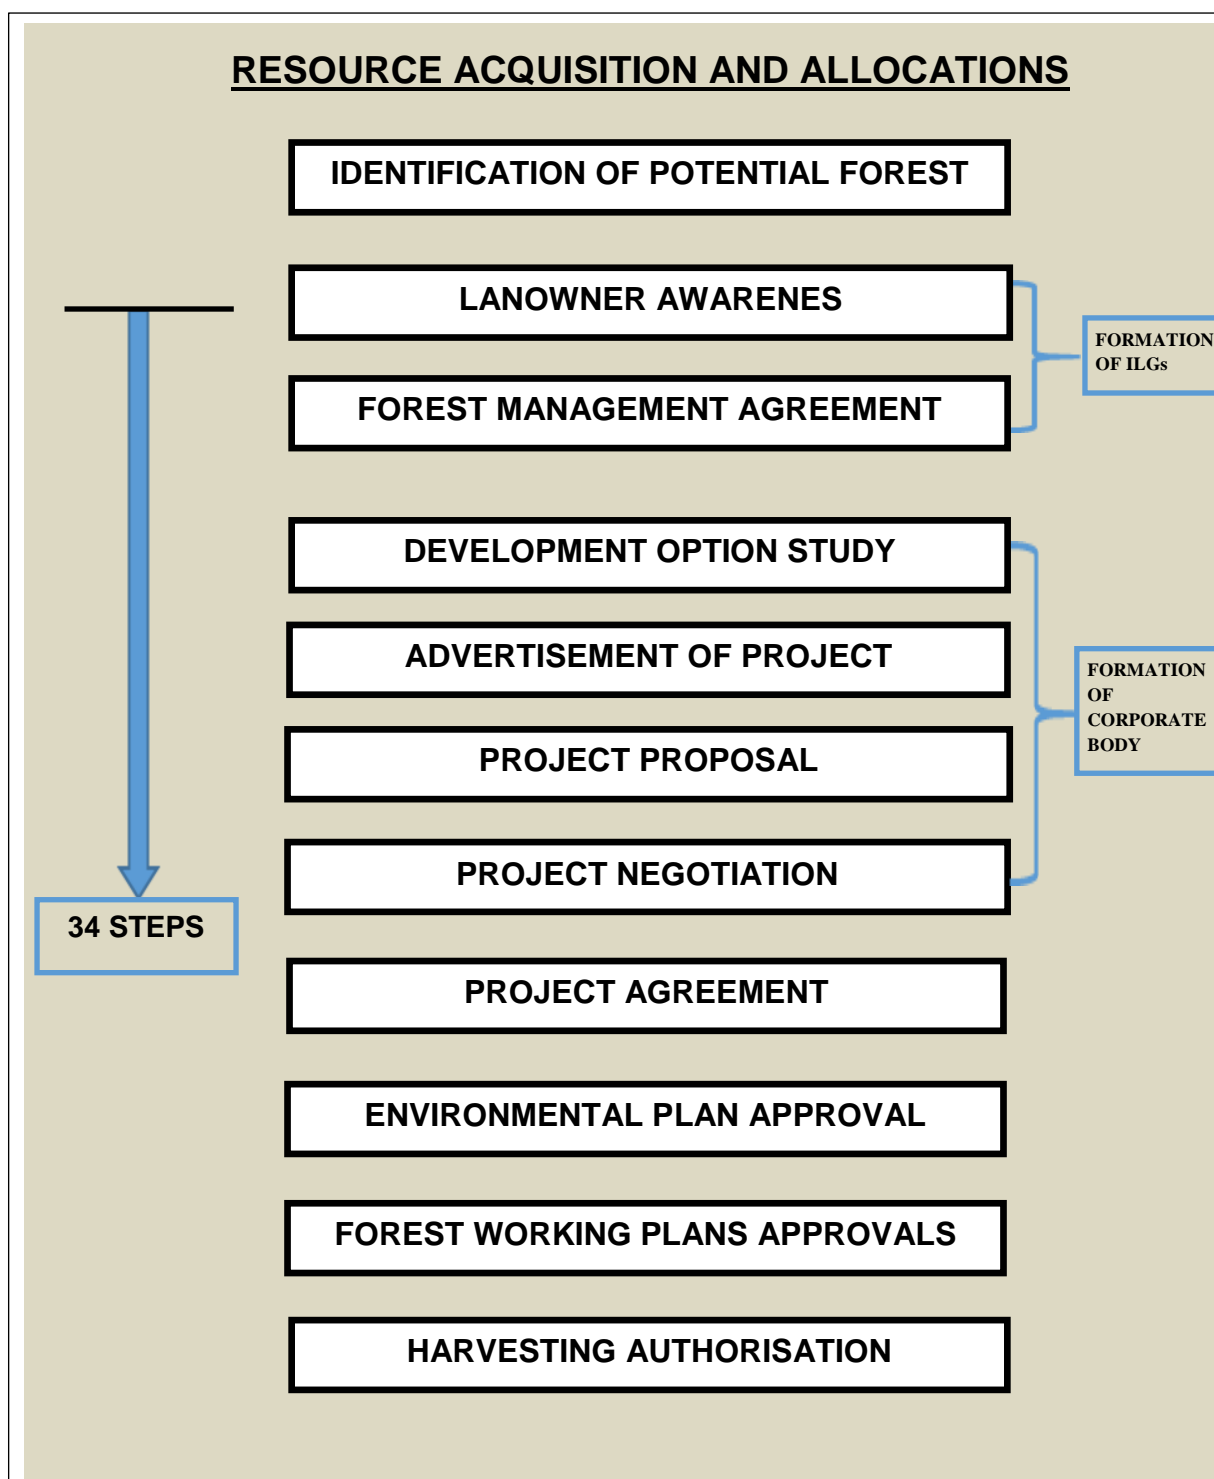 RESOURCE ACQUISITION AND ALLOCATIONS
IDENTIFICATION OF POTENTIAL FOREST
LANOWNER AWARENES
FORMATION
OF ILGs
FOREST MANAGEMENT AGREEMENT
DEVELOPMENT OPTION STUDY
ADVERTISEMENT OF PROJECT
FORMATION
OF
CORPORATE
BODY
PROJECT PROPOSAL
PROJECT NEGOTIATION
34 STEPS
PROJECT AGREEMENT
ENVIRONMENTAL PLAN APPROVAL
FOREST WORKING PLANS APPROVALS
HARVESTING AUTHORISATION